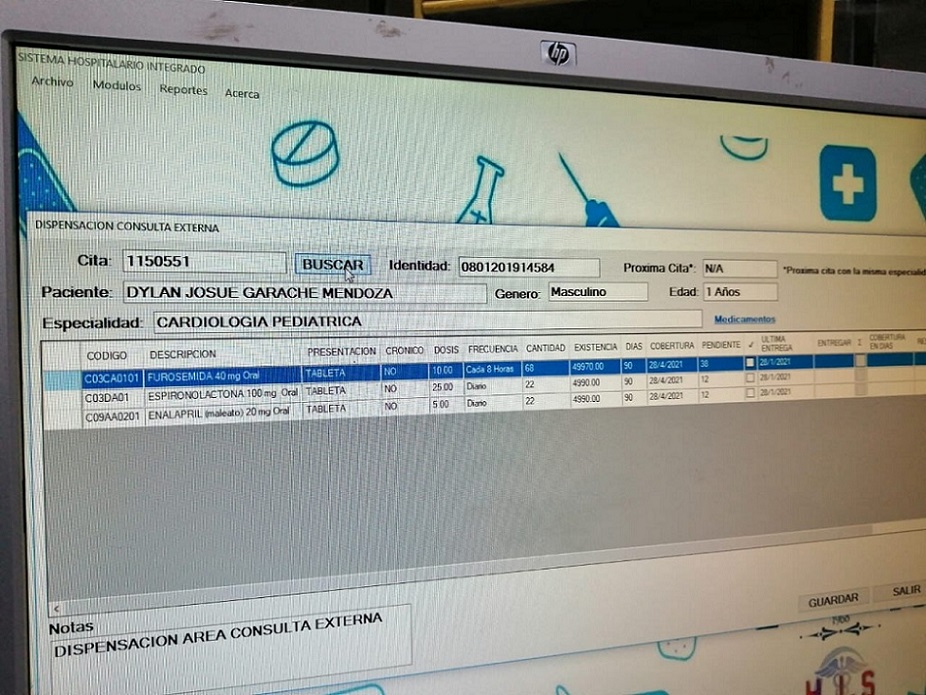 hp
SISTEMA HOSPITALARIO INTEGRADO
Archivo Modulos Reportes Acerca
DISPENSACION CONSULTA EXTERNA
Cita: 1150551 BUSCAR Identidad: 0801201914584 Proxima Cita*: N/A *Proxima cita con la misma especialid
Paciente: DYLAN JOSUE GARACHE MENDOZA Genero: Masculino Edad: 1 Años
Especialidad: CARDIOLOGIA PEDIATRICA Medicamentos
CODIGO DESCRIPCION PRESENTACION CRONICO DOSIS FRECUENCIA CANTIDAD EXISTENCIA DIAS COBERTURA PENDIENTE ✓ ULTIMA ENTREGA ENTREGAR Σ COBERTURA EN DIAS
C03CA0101 FUROSEMIDA 40 mg Oral TABLETA NO 10.00 Cada 8 Horas 68 49970.00 90 28/4/2021 38 28/1/2021
C03DA01 ESPIRONOLACTONA 100 mg Oral TABLETA NO 25.00 Diario 22 4990.00 90 28/4/2021 12 28/1/2021
C09AA0201 ENALAPRIL (maleato) 20 mg Oral TABLETA NO 5.00 Diario 22 4990.00 90 28/4/2021 12 28/1/2021
GUARDAR SALIR
Notas
DISPENSACION AREA CONSULTA EXTERNA
H S